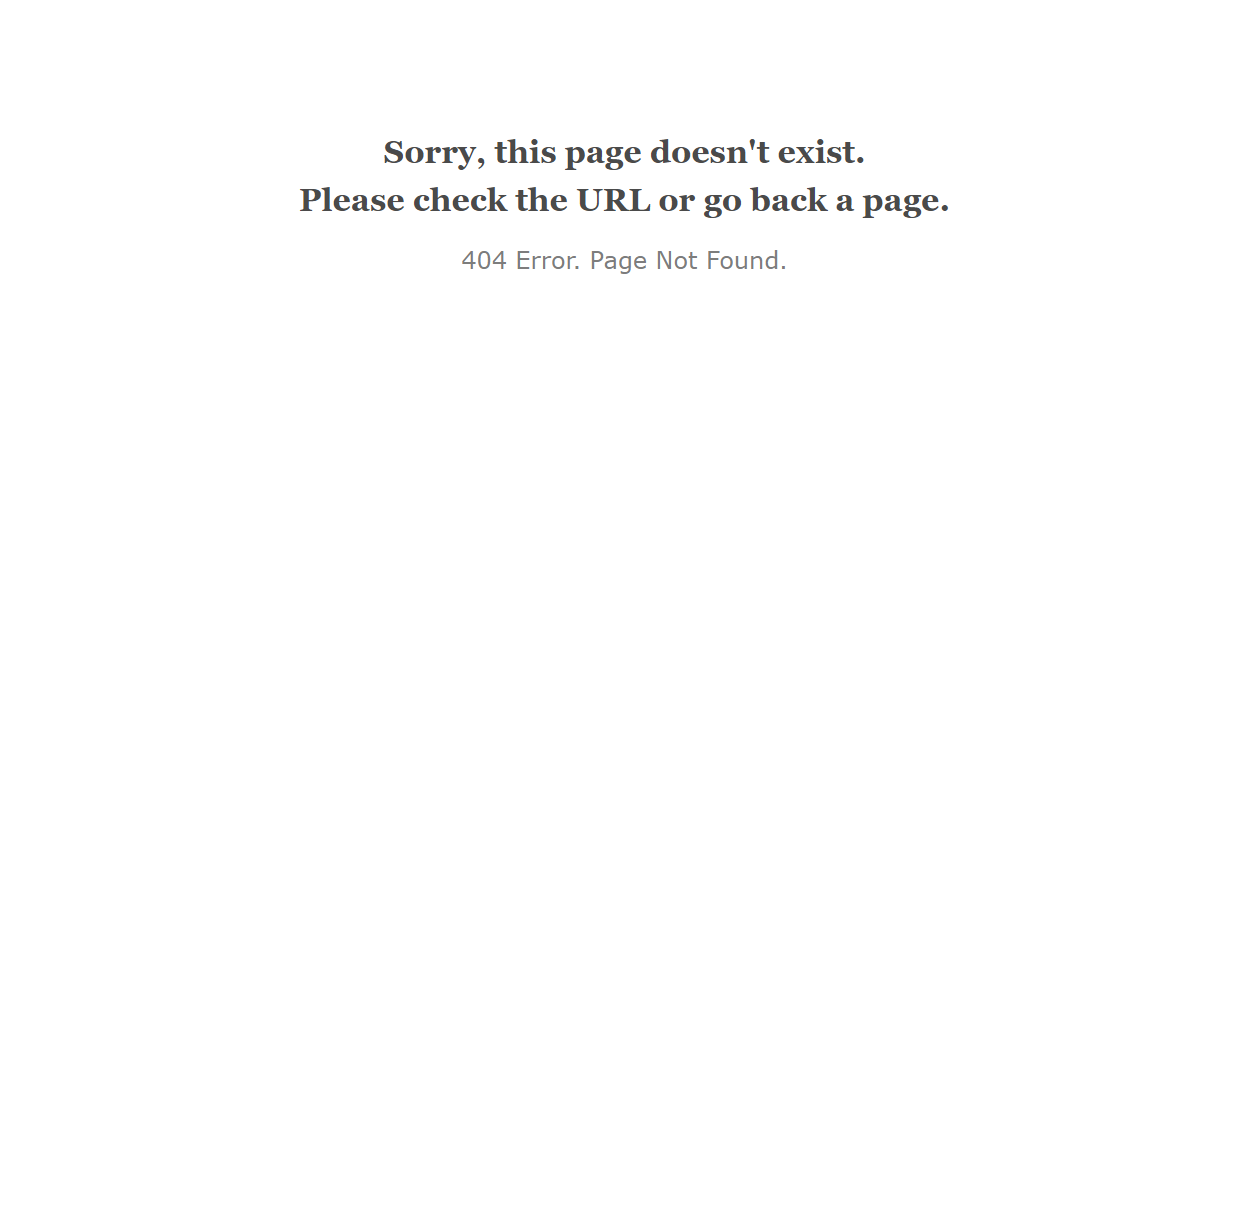 Sorry, this page doesn't exist.
Please check the URL or go back a page.
404 Error. Page Not Found.